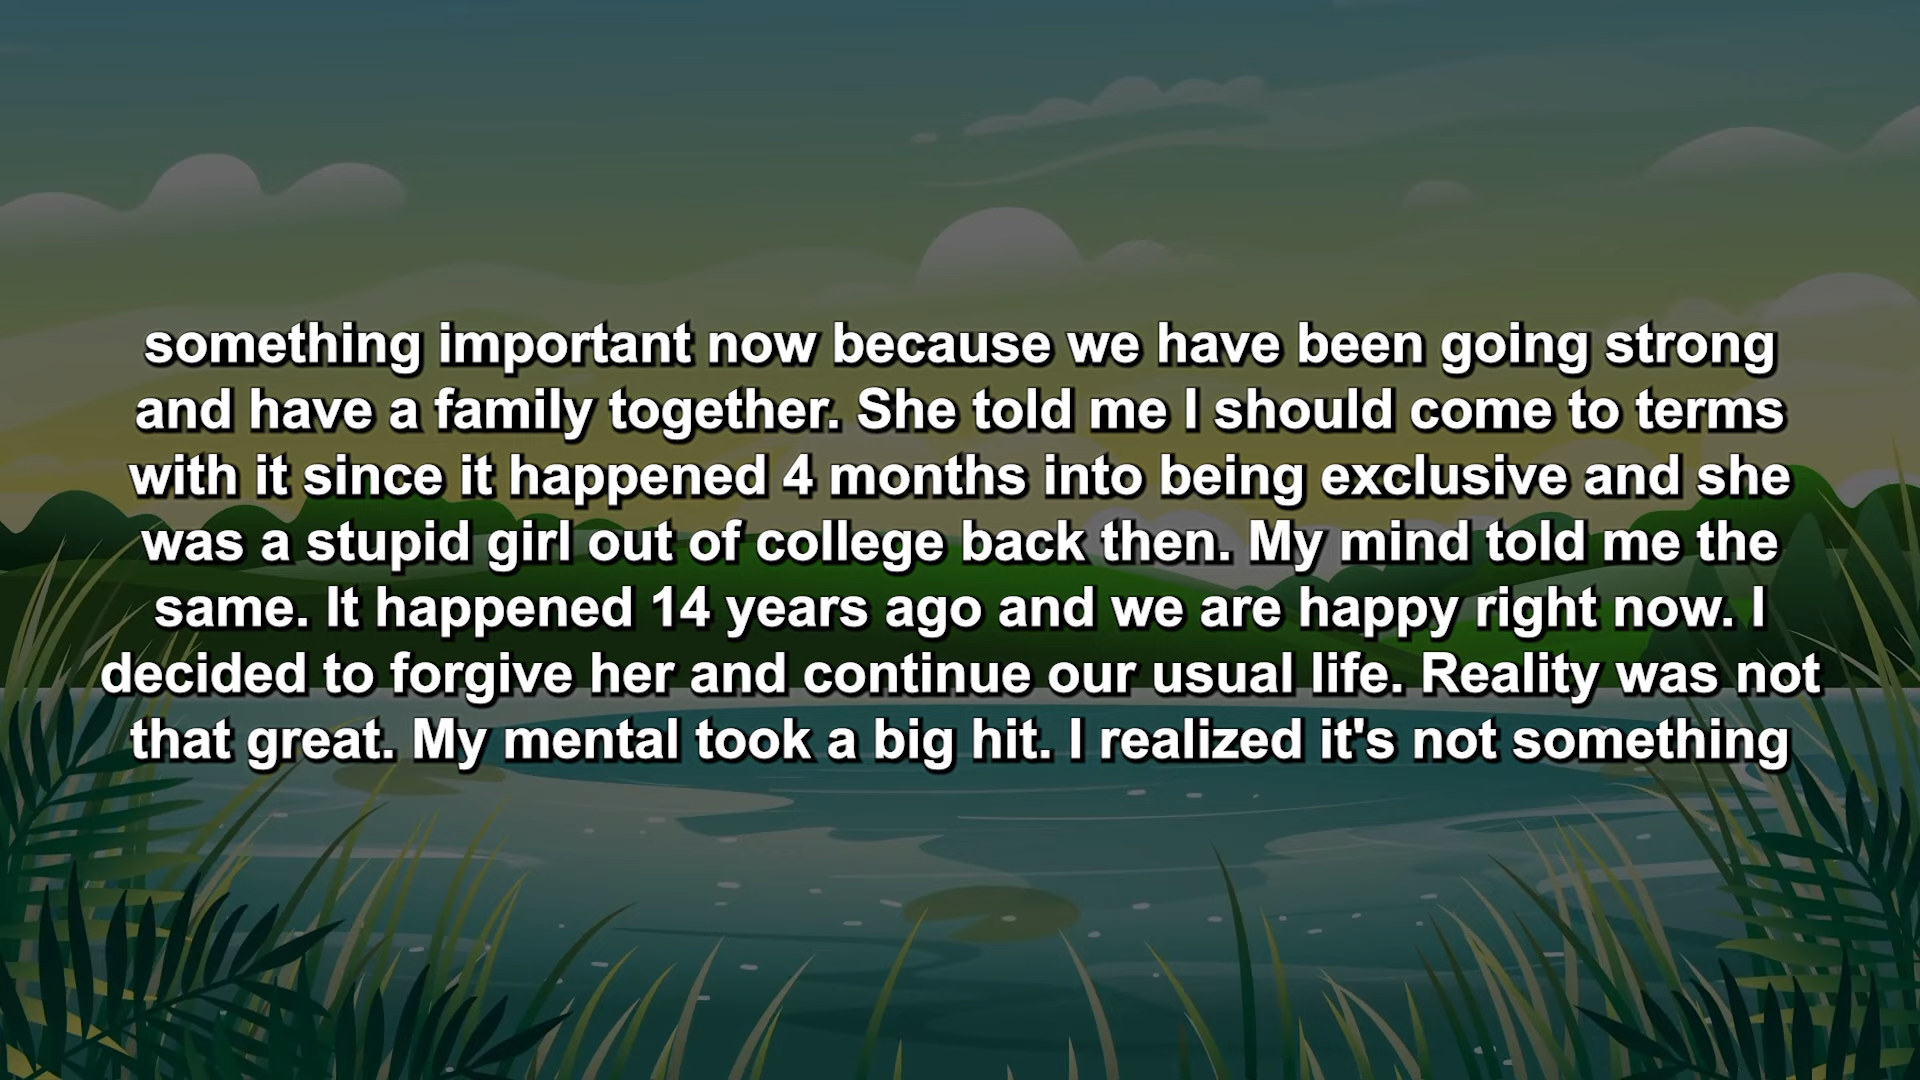 something important now because we have been going strong
and have a family together. She told me I should come to terms
with it since it happened 4 months into being exclusive and she
was a stupid girl out of college back then. My mind told me the
same. It happened 14 years ago and we are happy right now. I
decided to forgive her and continue our usual life. Reality was not
that great. My mental took a big hit. I realized it's not something